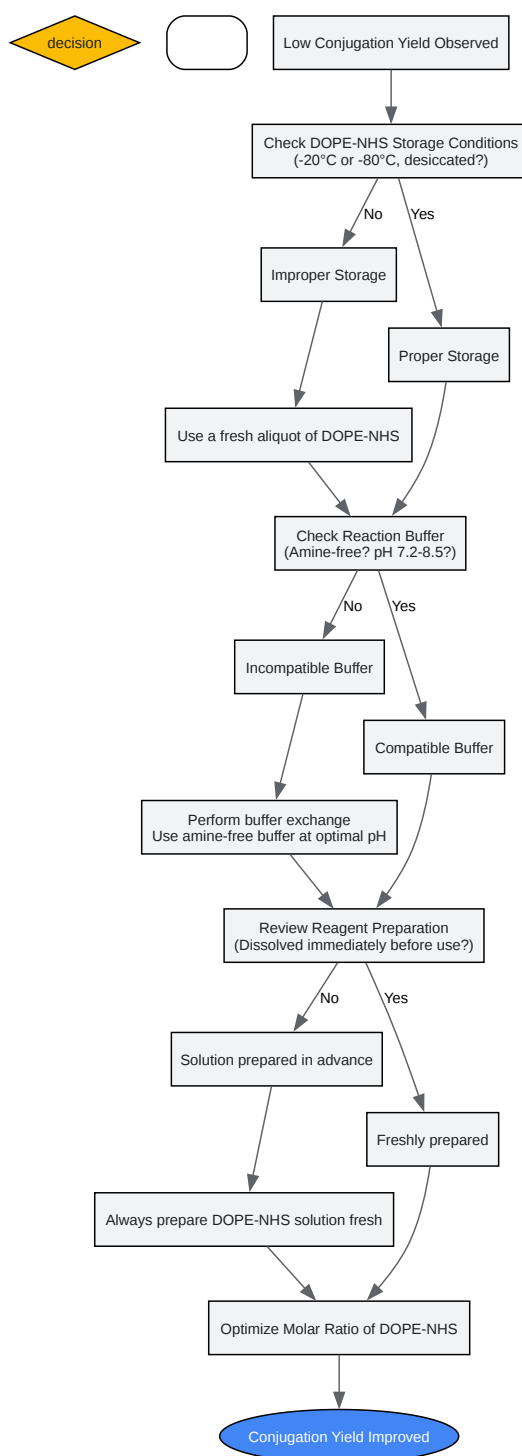 decision
Low Conjugation Yield Observed
Check DOPE-NHS Storage Conditions
(-20°C or -80°C, desiccated?)
No
Yes
Improper Storage
Proper Storage
Use a fresh aliquot of DOPE-NHS
Check Reaction Buffer
(Amine-free? pH 7.2-8.5?)
No
Yes
Incompatible Buffer
Compatible Buffer
Perform buffer exchange
Use amine-free buffer at optimal pH
Review Reagent Preparation
(Dissolved immediately before use?)
No
Yes
Solution prepared in advance
Freshly prepared
Always prepare DOPE-NHS solution fresh
Optimize Molar Ratio of DOPE-NHS
Conjugation Yield Improved